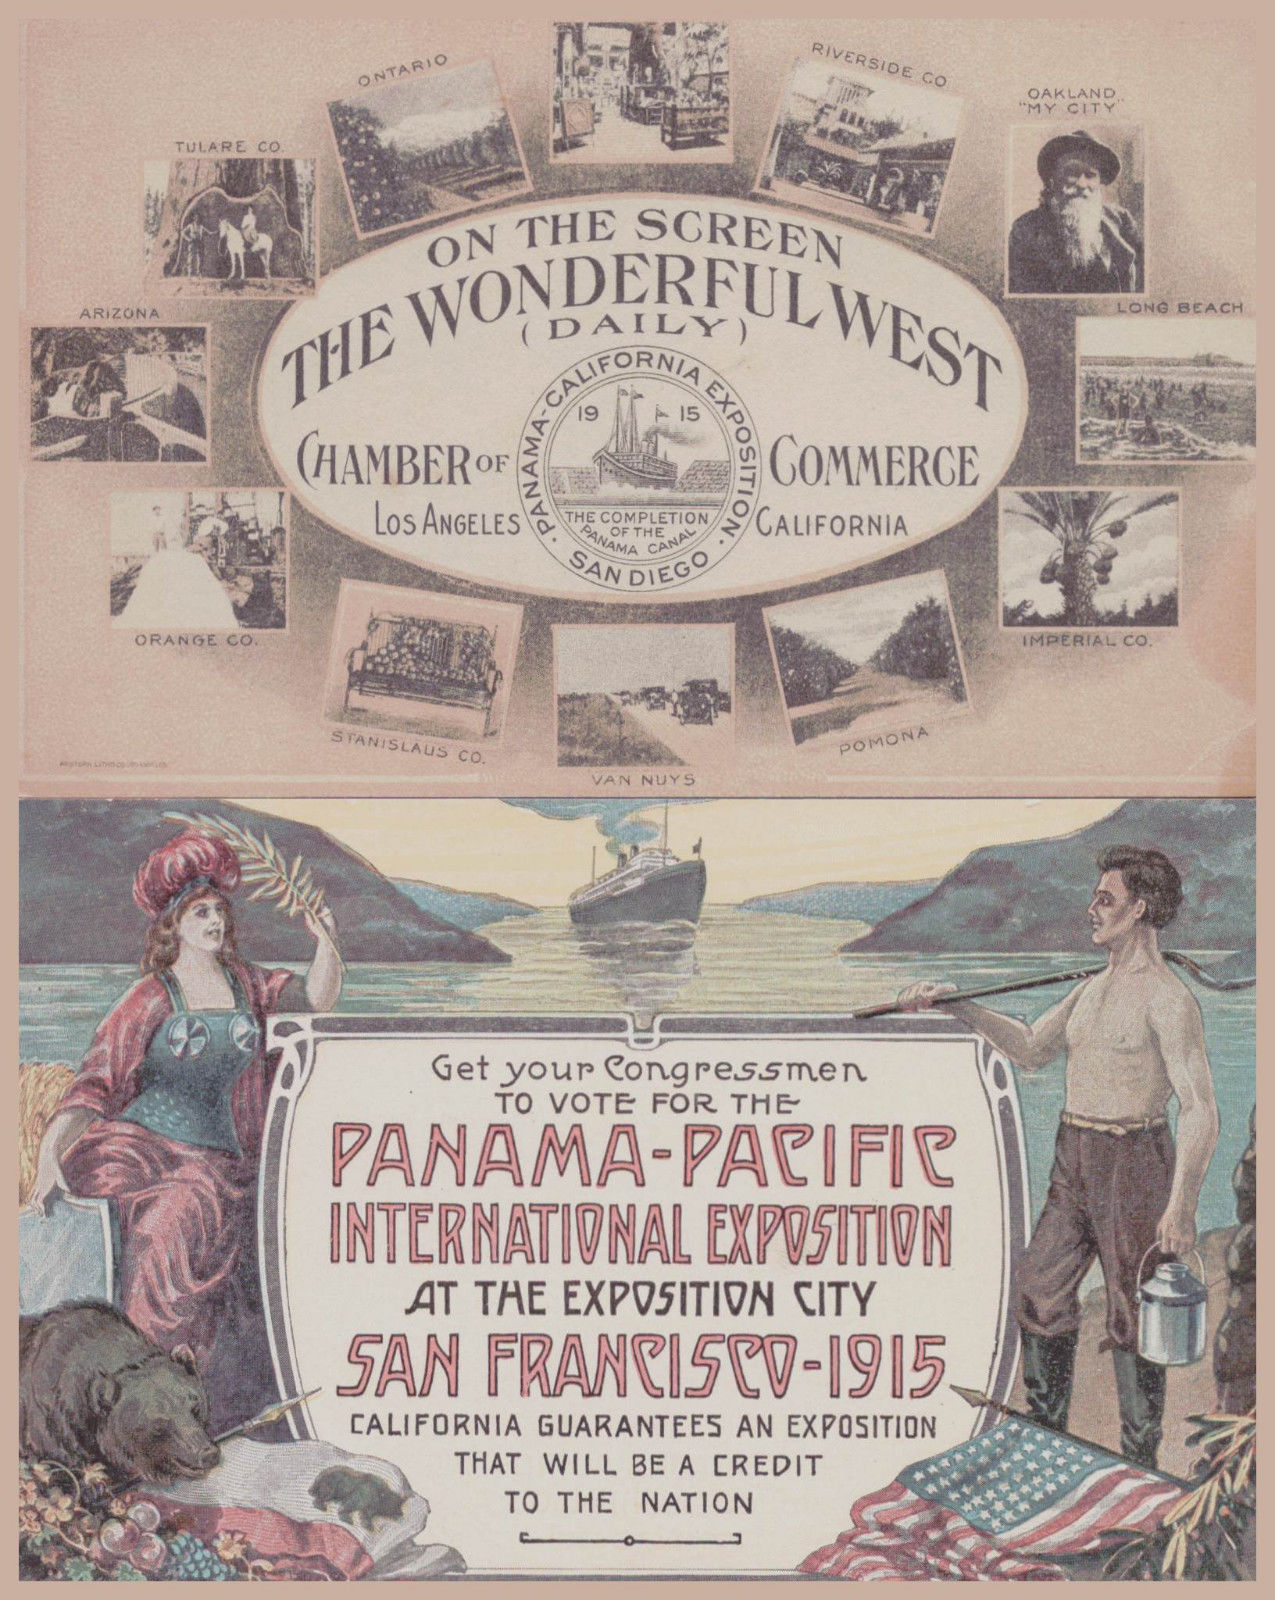 ONTARIO
RIVERSIDE CO
OAKLAND
"MY CITY"
TULARE CO.
ARIZONA
LONG BEACH
ON THE SCREEN
THE WONDERFUL WEST
(DAILY)
CHAMBER OF COMMERCE
LOS ANGELES CALIFORNIA
· PANAMA-CALIFORNIA EXPOSITION ·
SAN DIEGO
19 15
THE COMPLETION
OF THE
PANAMA CANAL
ORANGE CO.
IMPERIAL CO.
STANISLAUS CO.
VAN NUYS
POMONA
Get your Congressmen
TO VOTE FOR THE
PANAMA-PACIFIC
INTERNATIONAL EXPOSITION
AT THE EXPOSITION CITY
SAN FRANCISCO-1915
CALIFORNIA GUARANTEES AN EXPOSITION
THAT WILL BE A CREDIT
TO THE NATION